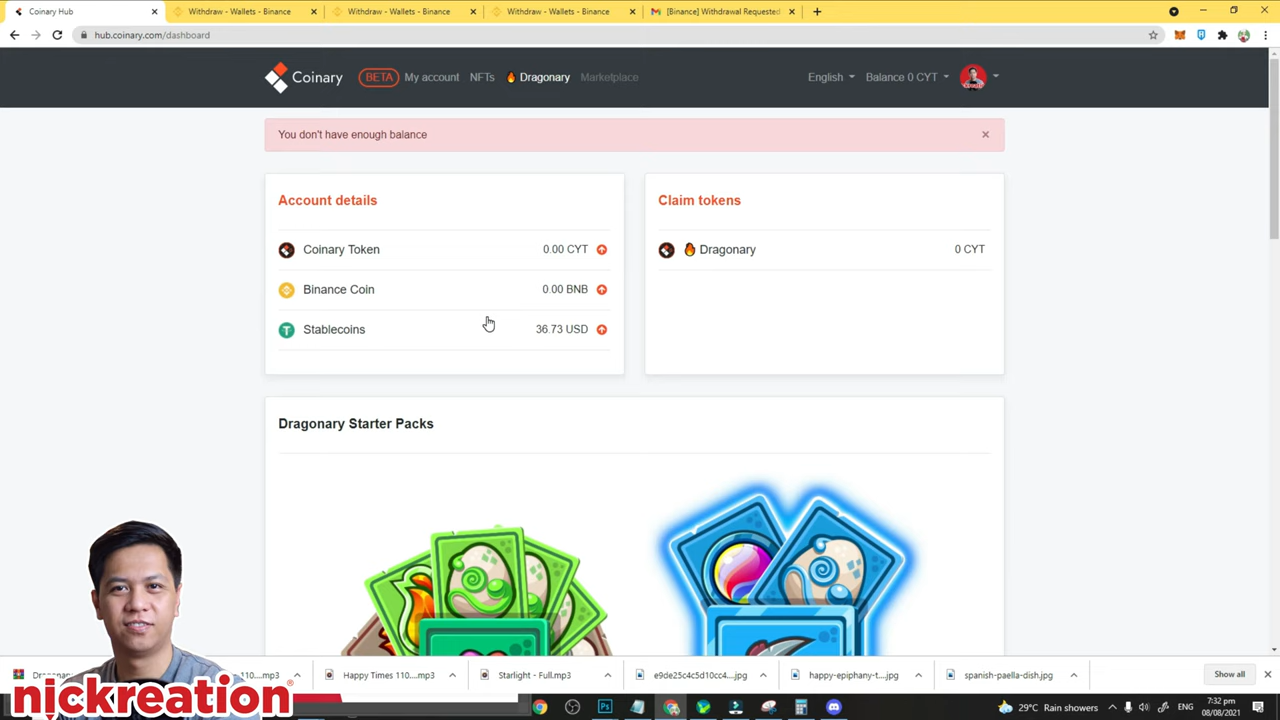 Coinary Hub
Withdraw - Wallets - Binance
Withdraw - Wallets - Binance
Withdraw - Wallets - Binance
[Binance] Withdrawal Requested
hub.coinary.com/dashboard
Coinary
BETA
My account
NFTs
Dragonary
Marketplace
English
Balance 0 CYT
You don't have enough balance
Account details
Coinary Token
0.00 CYT
Binance Coin
0.00 BNB
Stablecoins
36.73 USD
Claim tokens
Dragonary
0 CYT
Dragonary Starter Packs
110....mp3
Happy Times 110....mp3
Starlight - Full.mp3
e9de25c4c5d10cc4....jpg
happy-epiphany-t....jpg
spanish-paella-dish.jpg
Show all
nickreation®
29°C Rain showers
ENG
7:32 pm
08/08/2021